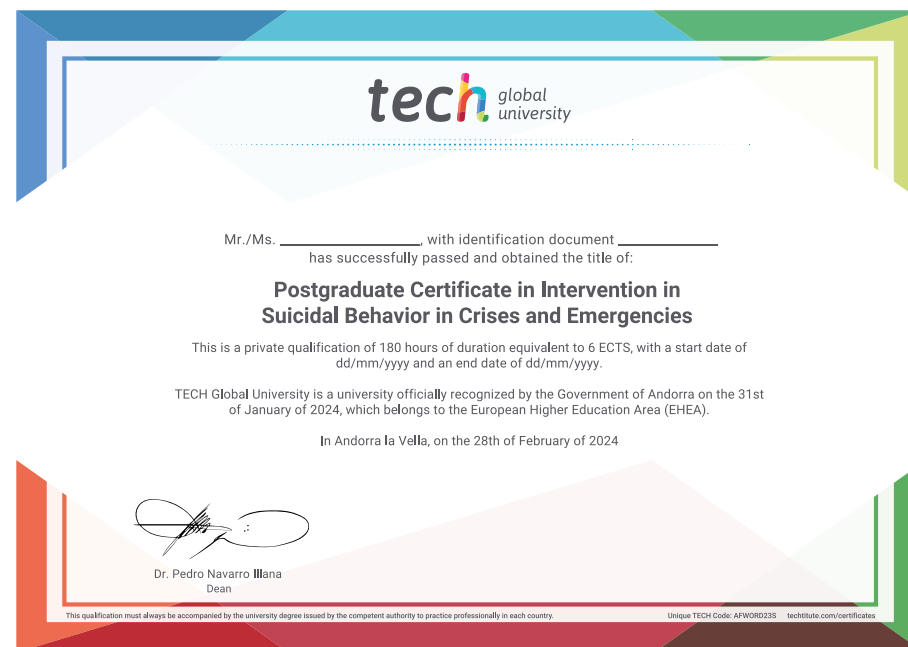 tech global
university
Mr./Ms. ____________________, with identification document ______________
has successfully passed and obtained the title of:
Postgraduate Certificate in Intervention in
Suicidal Behavior in Crises and Emergencies
This is a private qualification of 180 hours of duration equivalent to 6 ECTS, with a start date of
dd/mm/yyyy and an end date of dd/mm/yyyy.
TECH Global University is a university officially recognized by the Government of Andorra on the 31st
of January of 2024, which belongs to the European Higher Education Area (EHEA).
In Andorra la Vella, on the 28th of February of 2024
Dr. Pedro Navarro Illana
Dean
This qualification must always be accompanied by the university degree issued by the competent authority to practice professionally in each country. Unique TECH Code: AFWORD23S techtitute.com/certificates